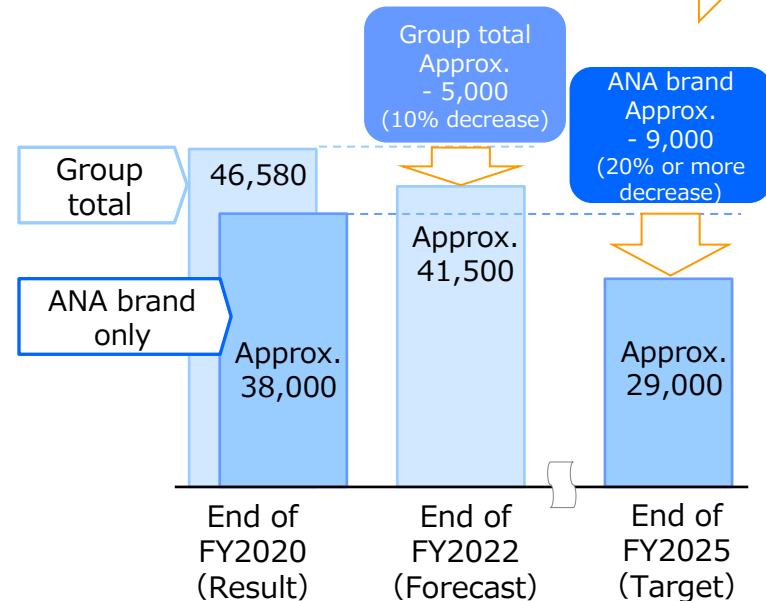 Group total
Approx.
- 5,000
(10% decrease)
ANA brand
Approx.
- 9,000
(20% or more
decrease)
Group
total
46,580
Approx.
41,500
ANA brand
only
Approx.
38,000
Approx.
29,000
End of
FY2020
(Result)
End of
FY2022
(Forecast)
End of
FY2025
(Target)